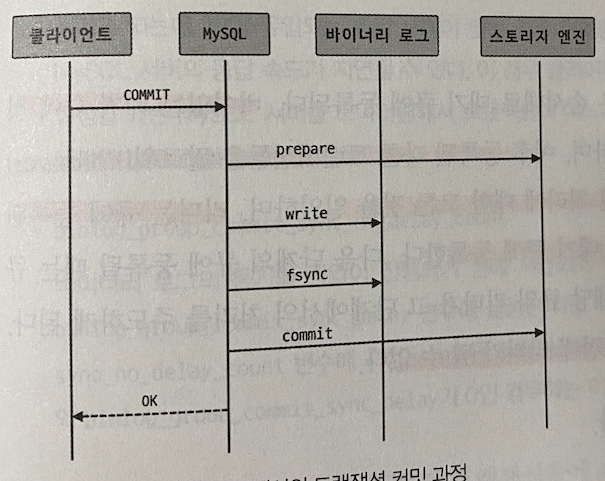 클라이언트
MySQL
바이너리 로그
스토리지 엔진
COMMIT
prepare
write
fsync
commit
OK
트랜잭션 커밋 과정